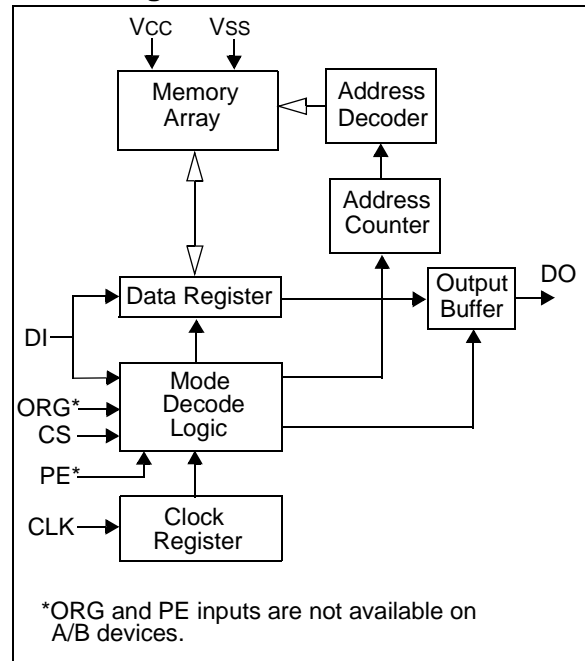 VCC
VSS
Memory
Array
Address
Decoder
Address
Counter
Data Register
Output
Buffer
DO
DI
Mode
Decode
Logic
ORG*
CS
PE*
CLK
Clock
Register
*ORG and PE inputs are not available on
A/B devices.